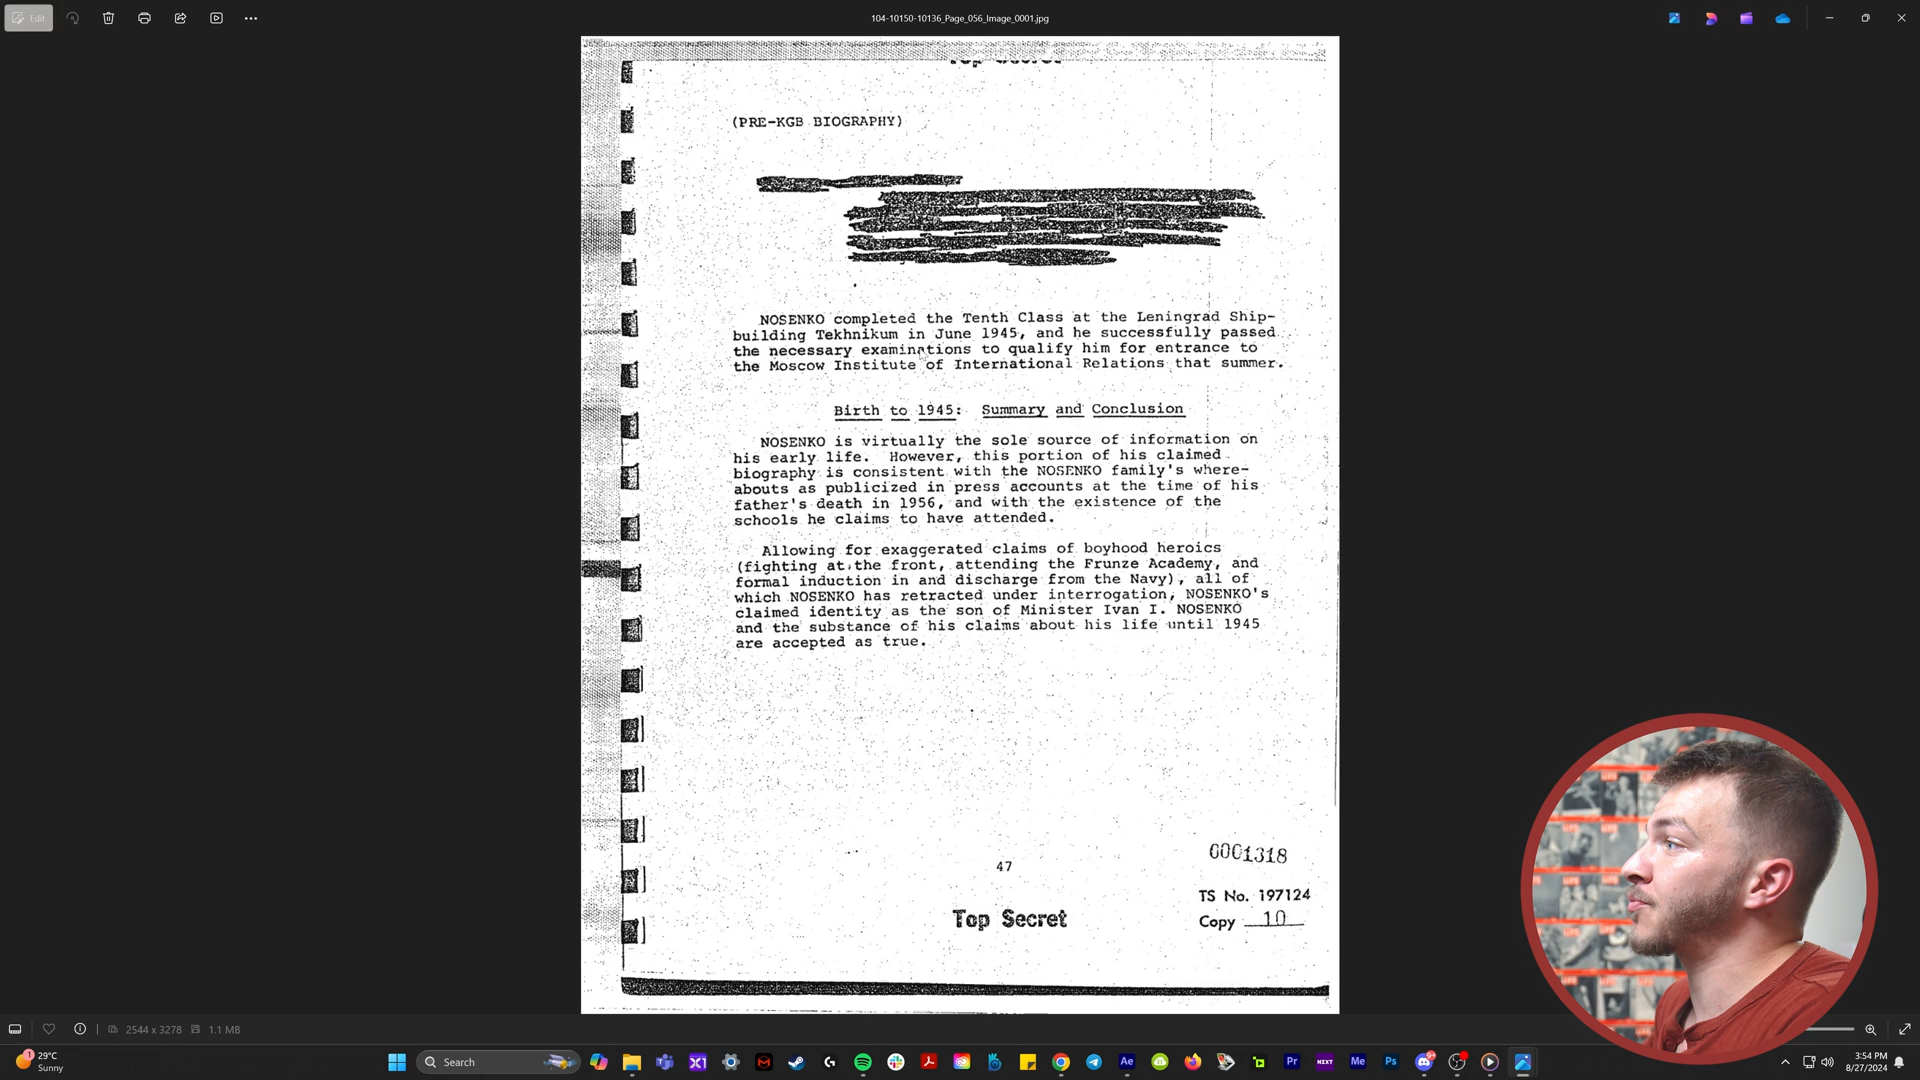 Edit
104-10150-10136_Page_056_Image_0001.jpg
Top Secret
(PRE-KGB BIOGRAPHY)
NOSENKO completed the Tenth Class at the Leningrad Ship-
building Tekhnikum in June 1945, and he successfully passed
the necessary examinations to qualify him for entrance to
the Moscow Institute of International Relations that summer.
Birth to 1945: Summary and Conclusion
NOSENKO is virtually the sole source of information on
his early life. However, this portion of his claimed
biography is consistent with the NOSENKO family's where-
abouts as publicized in press accounts at the time of his
father's death in 1956, and with the existence of the
schools he claims to have attended.
Allowing for exaggerated claims of boyhood heroics
(fighting at the front, attending the Frunze Academy, and
formal induction in and discharge from the Navy), all of
which NOSENKO has retracted under interrogation, NOSENKO's
claimed identity as the son of Minister Ivan I. NOSENKO
and the substance of his claims about his life until 1945
are accepted as true.
0001318
47
TS No. 197124
Top Secret
Copy 10
2544 x 3278 1.1 MB
29°C
Sunny
Search
3:54 PM
8/27/2024